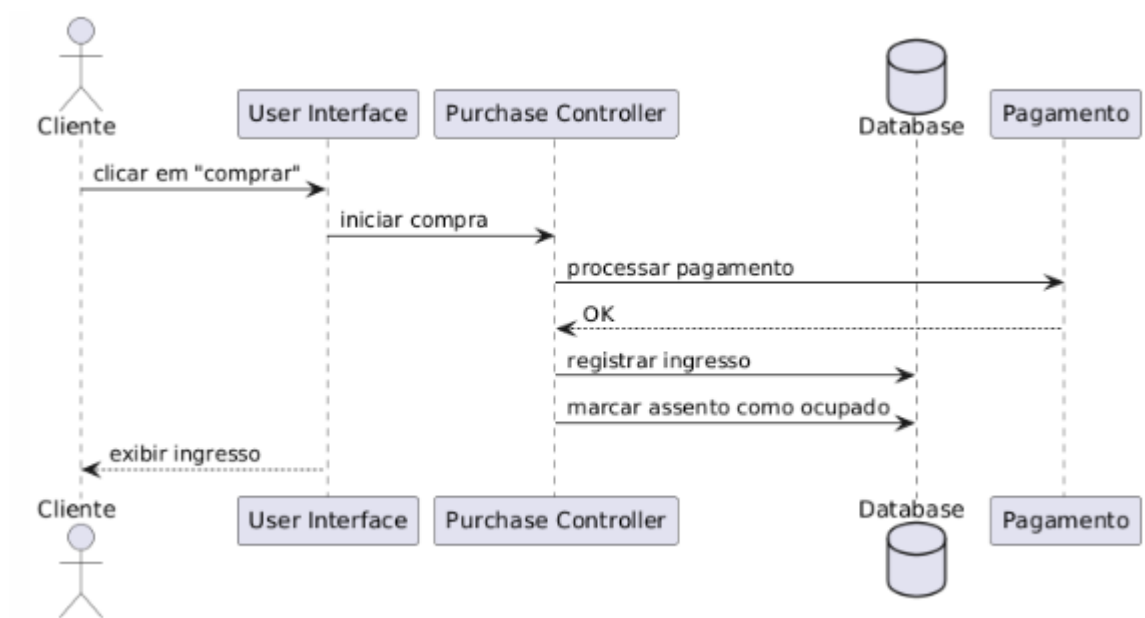 Cliente
User Interface
Purchase Controller
Database
Pagamento
clicar em "comprar"
iniciar compra
processar pagamento
OK
registrar ingresso
marcar assento como ocupado
exibir ingresso
Cliente
User Interface
Purchase Controller
Database
Pagamento